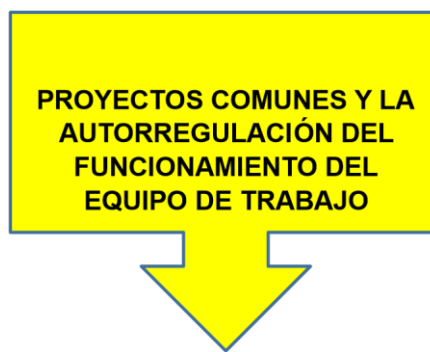 PROYECTOS COMUNES Y LA
AUTORREGULACIÓN DEL
FUNCIONAMIENTO DEL
EQUIPO DE TRABAJO